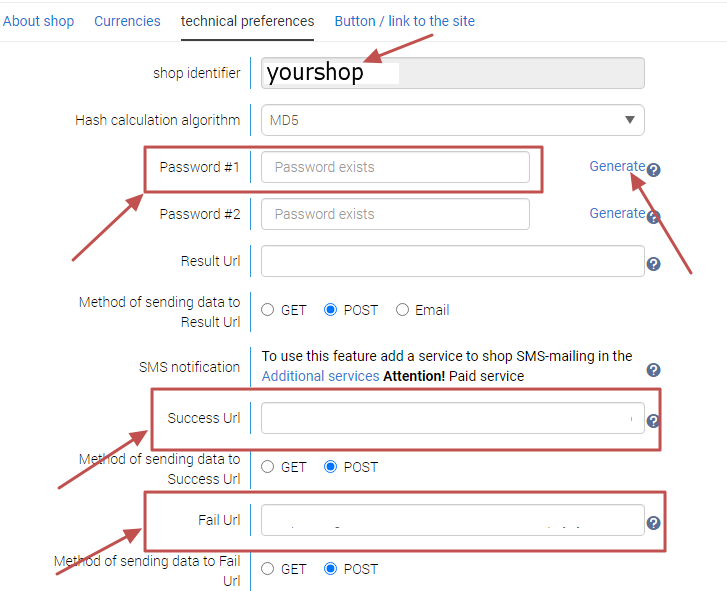 About shop Currencies technical preferences Button / link to the site
shop identifier yourshop
Hash calculation algorithm MD5
Password #1 Password exists Generate ?
Password #2 Password exists Generate ?
Result Url ?
Method of sending data to
Result Url GET POST Email
To use this feature add a service to shop SMS-mailing in the
SMS notification ?
Additional services Attention! Paid service
Success Url ?
Method of sending data to
Success Url GET POST
Fail Url ?
Method of sending data to Fail
Url GET POST